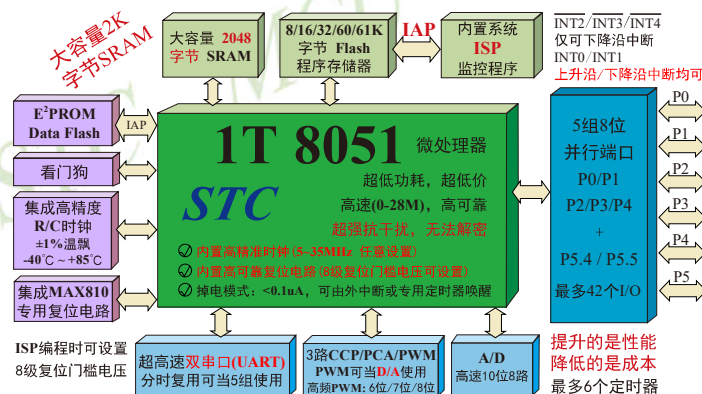 大容量2K
字节SRAM
大容量 2048
字节 SRAM
8/16/32/60/61K
字节 Flash
程序存储器
IAP
内置系统
ISP
监控程序
INT2/INT3/INT4
仅可下降沿中断
INT0/INT1
上升沿/下降沿中断均可
E²PROM
Data Flash
IAP
看门狗
集成高精度
R/C时钟
±1%温飘
-40℃~+85℃
集成MAX810
专用复位电路
ISP编程时可设置
8级复位门槛电压
1T 8051 微处理器
STC
超低功耗，超低价
高速(0-28M)，高可靠
超强抗干扰，无法解密
内置高精准时钟(5~35MHz 任意设置)
内置高可靠复位电路(8级复位门槛电压可设置)
掉电模式：<0.1uA，可由外中断或专用定时器唤醒
5组8位
并行端口
P0/P1
P2/P3/P4
+
P5.4 / P5.5
最多42个I/O
P0
P1
P2
P3
P4
P5
超高速双串口(UART)
分时复用可当5组使用
3路CCP/PCA/PWM
PWM可当D/A使用
高频PWM: 6位/7位/8位
A/D
高速10位8路
提升的是性能
降低的是成本
最多6个定时器